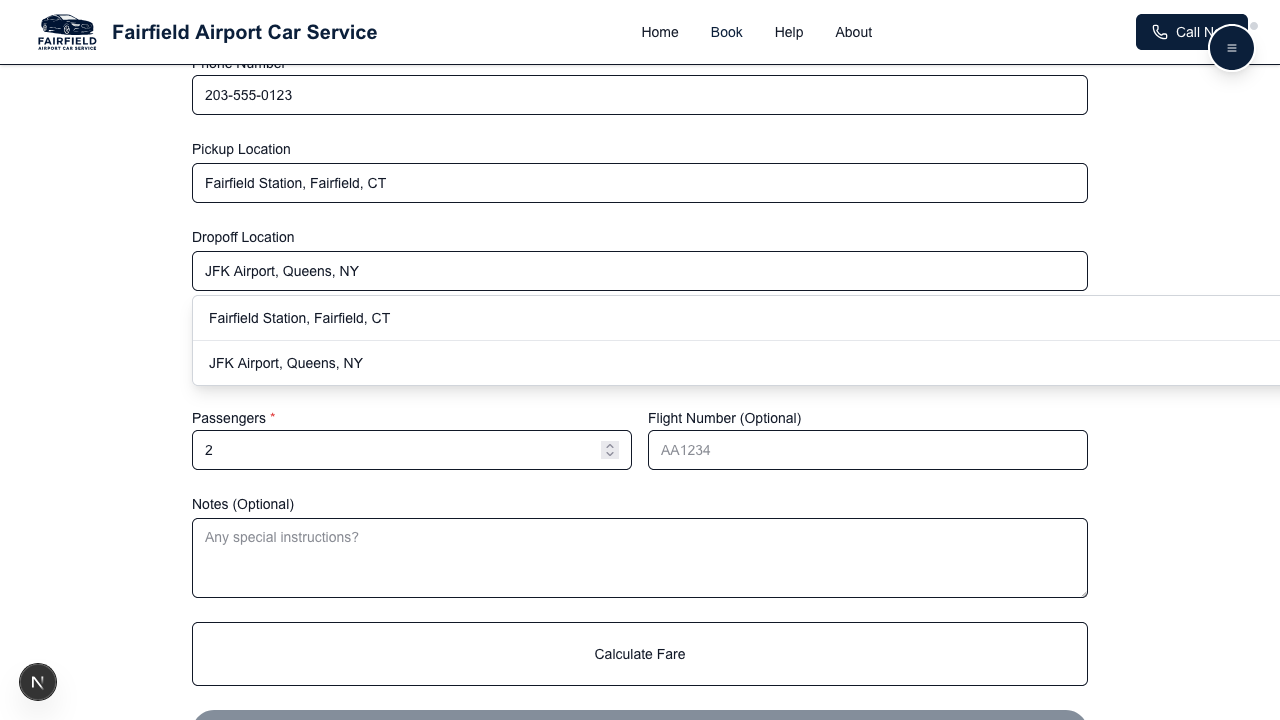 FAIRFIELD
AIRPORT CAR SERVICE
Fairfield Airport Car Service
Home
Book
Help
About
Call N
Phone Number
203-555-0123
Pickup Location
Fairfield Station, Fairfield, CT
Dropoff Location
JFK Airport, Queens, NY
Fairfield Station, Fairfield, CT
JFK Airport, Queens, NY
Passengers *
Flight Number (Optional)
2
AA1234
Notes (Optional)
Any special instructions?
Calculate Fare
N